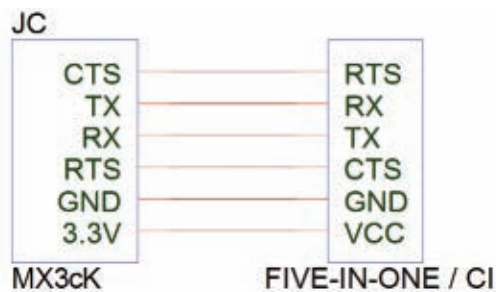 JC
CTS RTS
TX RX
RX TX
RTS CTS
GND GND
3.3V VCC
MX3cK FIVE-IN-ONE / CI